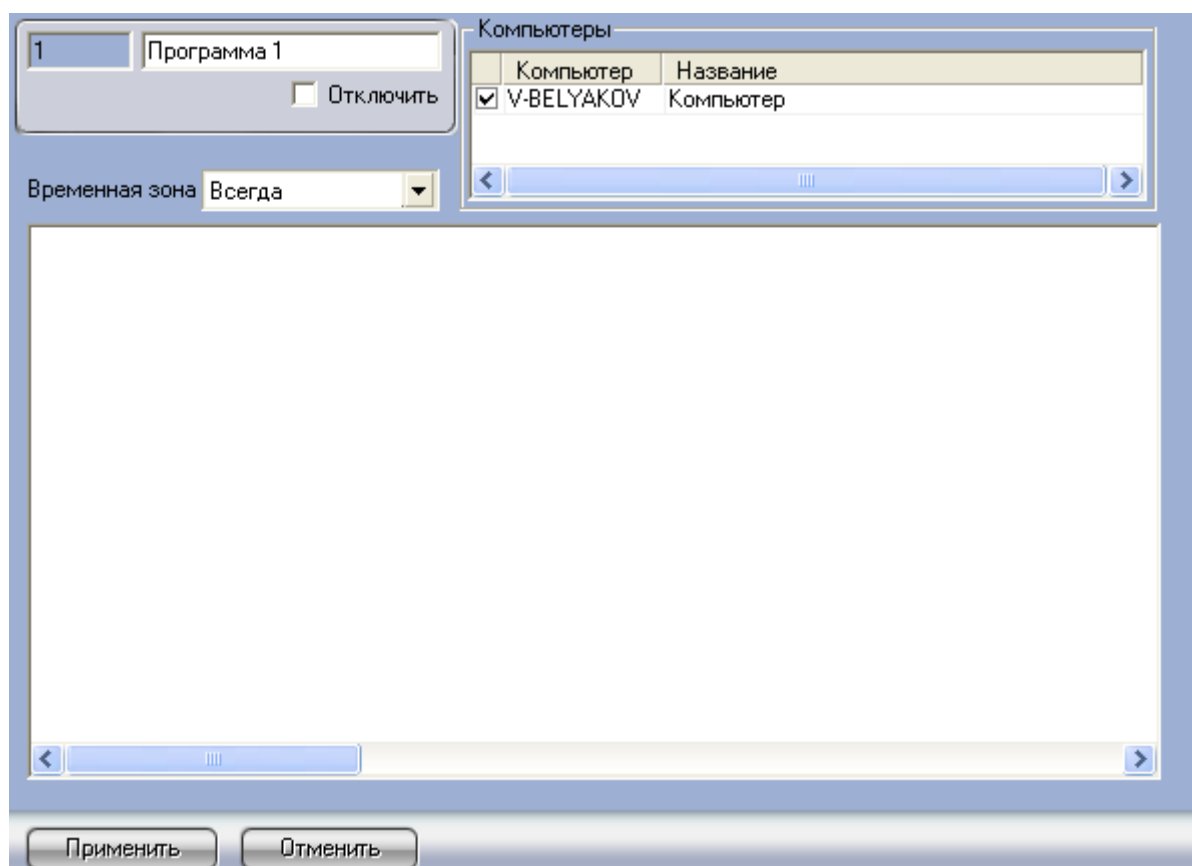 1
Программа 1
Отключить
Компьютеры
Компьютер Название
V-BELYAKOV Компьютер
Временная зона Всегда
Применить Отменить